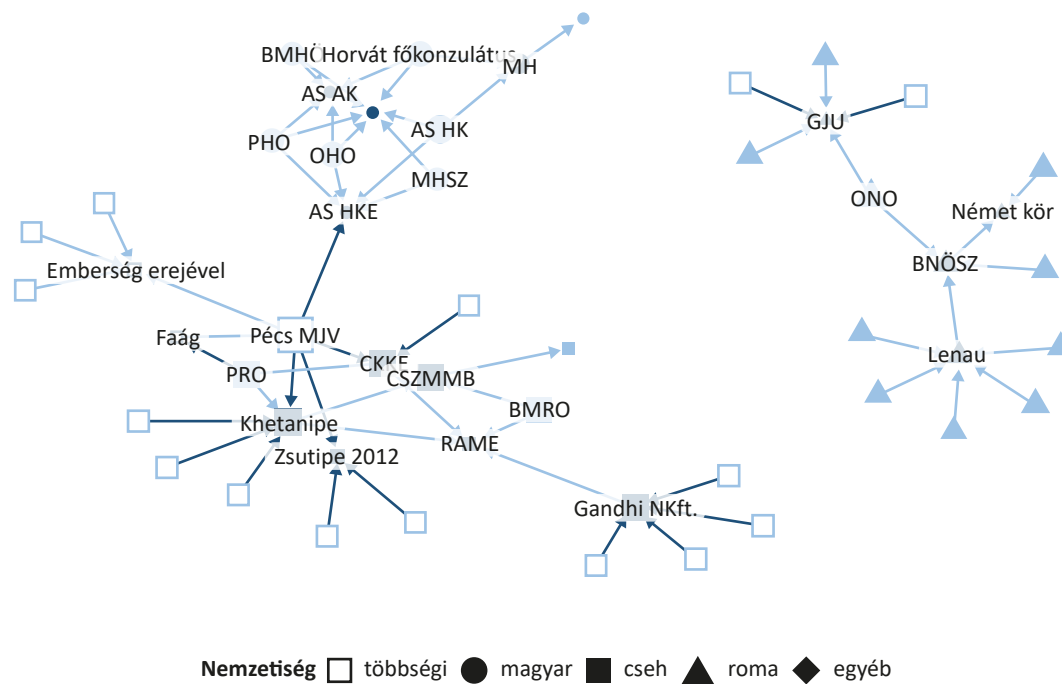 BMHÖ
Horvát főkonzulátus
MH
AS AK
GJU
PHO
OHO
AS HK
MHSZ
ONO
Német kör
AS HKE
BNÖSZ
Emberség erejével
Faág
Pécs MJV
CKKE
Lenau
PRO
CSZMMB
BMRO
Khetanipe
RAME
Zsutipe 2012
Gandhi NKft.
Nemzetiség többségi magyar cseh roma egyéb